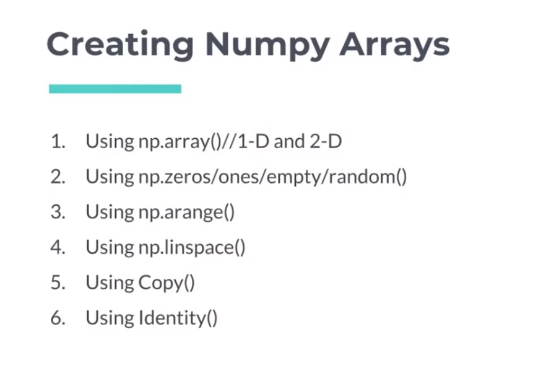 Creating Numpy Arrays
1. Using np.array()//1-D and 2-D
2. Using np.zeros/ones/empty/random()
3. Using np.arange()
4. Using np.linspace()
5. Using Copy()
6. Using Identity()